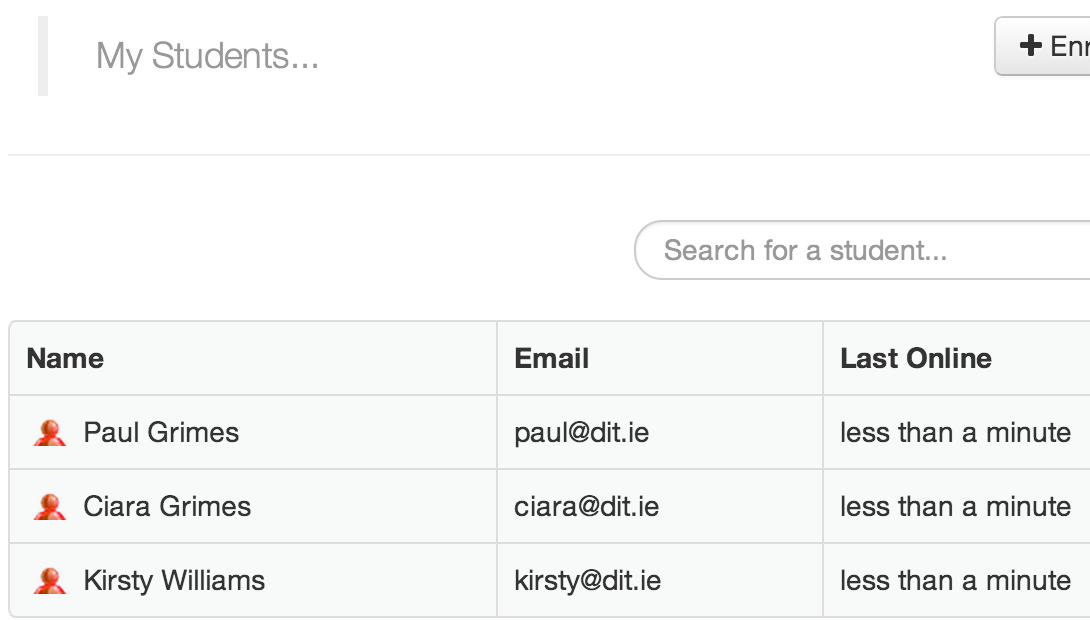 My Students...
+ Enr
Search for a student...
Name Email Last Online
Paul Grimes paul@dit.ie less than a minute
Ciara Grimes ciara@dit.ie less than a minute
Kirsty Williams kirsty@dit.ie less than a minute